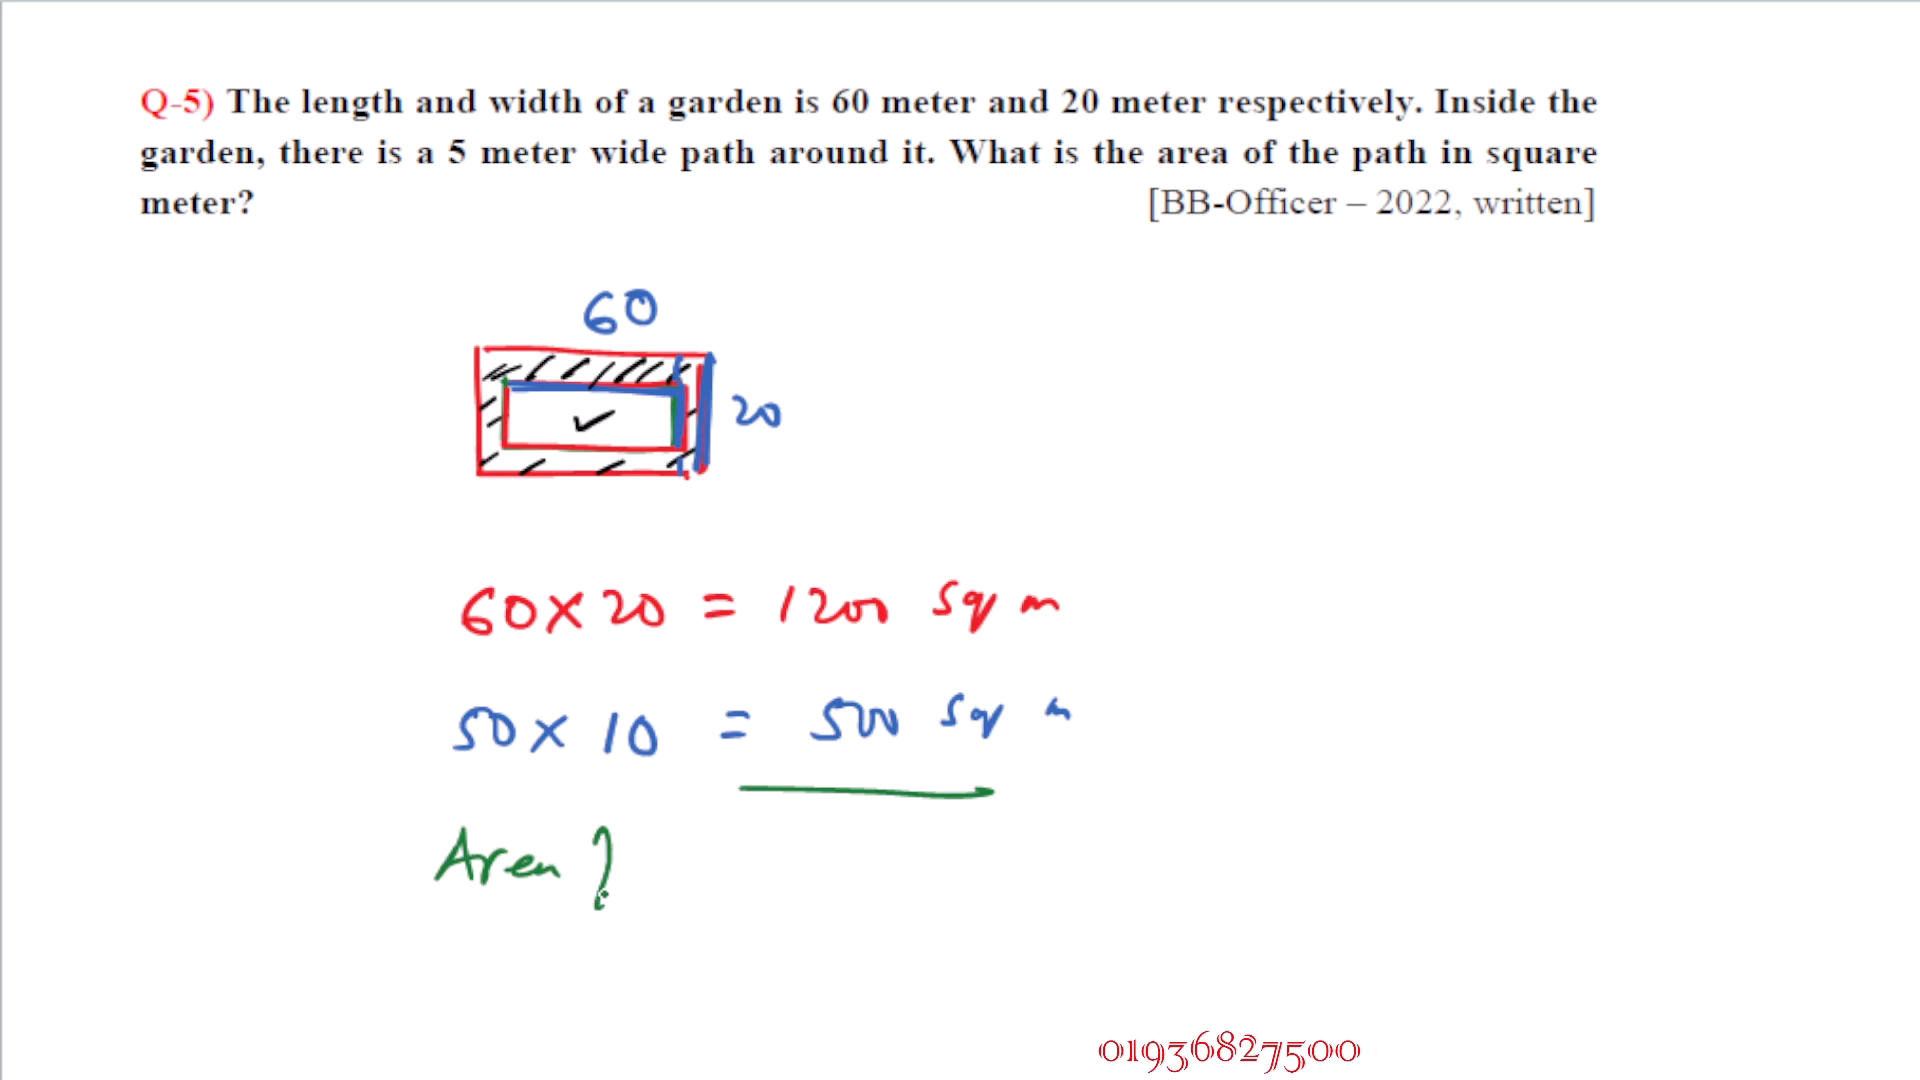 Q-5) The length and width of a garden is 60 meter and 20 meter respectively. Inside the
garden, there is a 5 meter wide path around it. What is the area of the path in square
meter? [BB-Officer – 2022, written]
60
20
60 × 20 = 1200 sq m
50 × 10 = 500 sq m
Area ?
01936827500